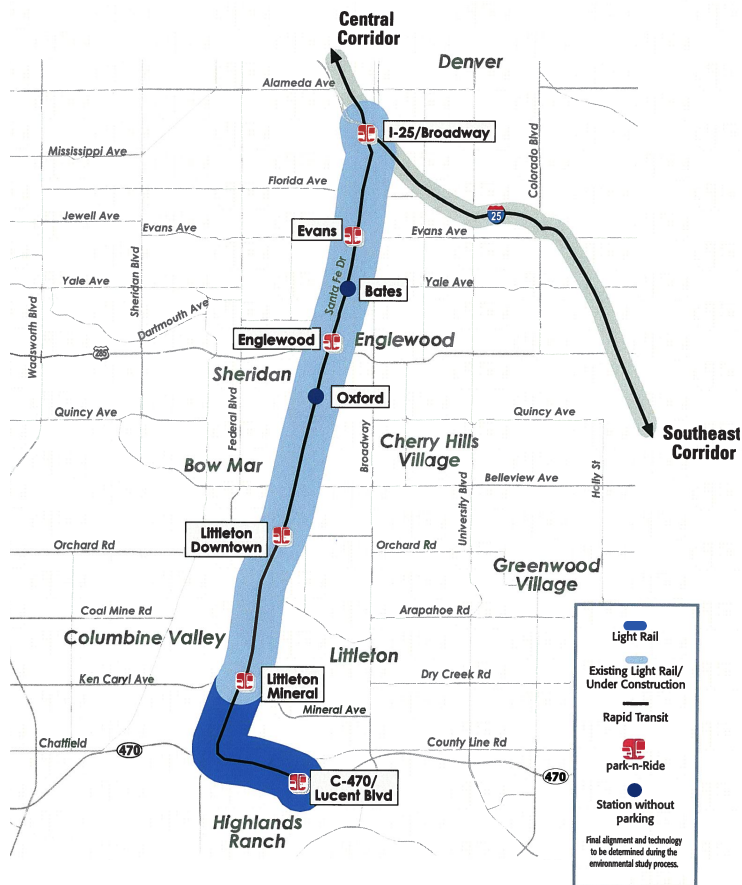 Central
Corridor
Denver
Alameda Ave
I-25/Broadway
Colorado Blvd
Mississippi Ave
Florida Ave
Jewell Ave
25
Evans Ave
Evans
Evans Ave
Sheridan Blvd
Santa Fe Dr
Yale Ave
Bates
Yale Ave
Wadsworth Blvd
Dartmouth Ave
Englewood
Englewood
285
Sheridan
Oxford
Federal Blvd
Quincy Ave
Quincy Ave
Broadway
Cherry Hills
Village
Southeast
Corridor
Bow Mar
University Blvd
Belleview Ave
Holly St
Littleton
Downtown
Orchard Rd
Orchard Rd
Greenwood
Village
Coal Mine Rd
Arapahoe Rd
Columbine Valley
Littleton
Ken Caryl Ave
Littleton
Mineral
Dry Creek Rd
Mineral Ave
Chatfield
470
County Line Rd
470
C-470/
Lucent Blvd
Highlands
Ranch
Light Rail
Existing Light Rail/
Under Construction
Rapid Transit
park-n-Ride
Station without
parking
Final alignment and technology
to be determined during the
environmental study process.